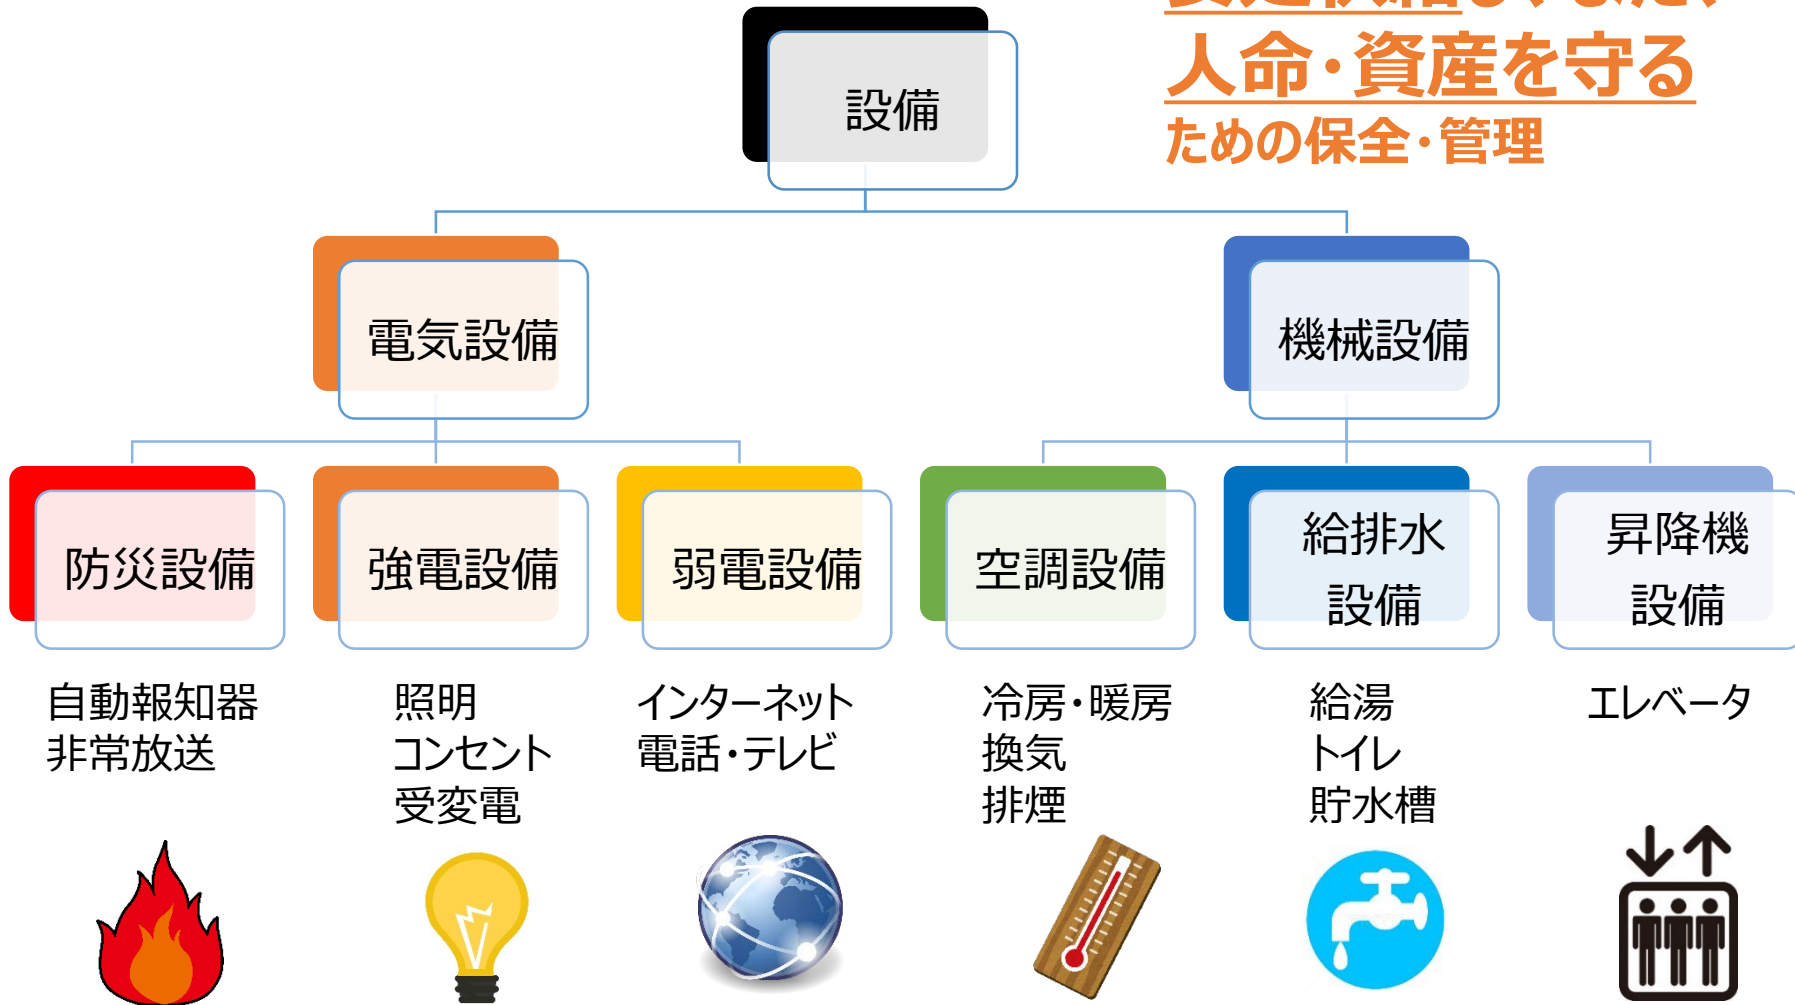 人命・資産を守る
ための保全・管理
設備
電気設備
機械設備
防災設備
強電設備
弱電設備
空調設備
給排水
設備
昇降機
設備
自動報知器
非常放送
照明
コンセント
受変電
インターネット
電話・テレビ
冷房・暖房
換気
排煙
給湯
トイレ
貯水槽
エレベータ